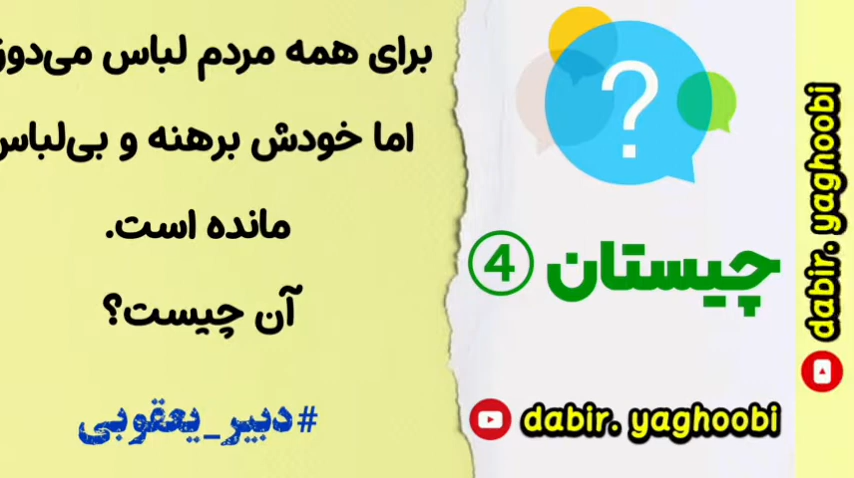 برای همه مردم لباس می‌دوز
اما خودش برهنه و بی‌لباس
مانده است.
آن چیست؟
#دبیر_یعقوبی
?
چیستان ④
dabir. yaghoobi
dabir. yaghoobi